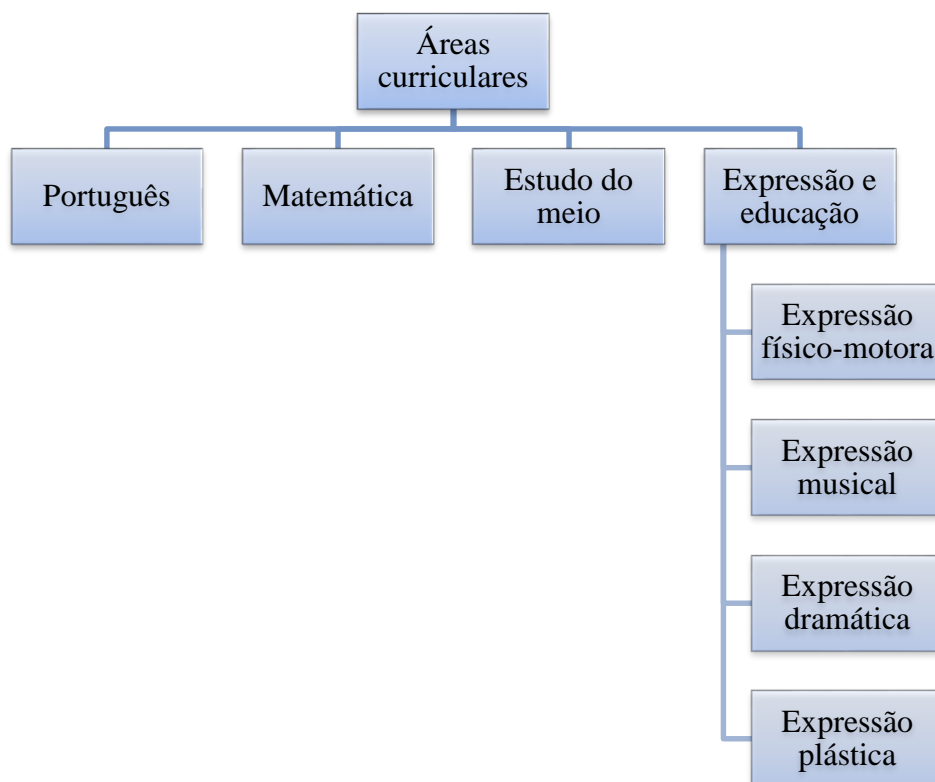 Áreas
curriculares
Português
Matemática
Estudo do
meio
Expressão e
educação
Expressão
físico-motora
Expressão
musical
Expressão
dramática
Expressão
plástica